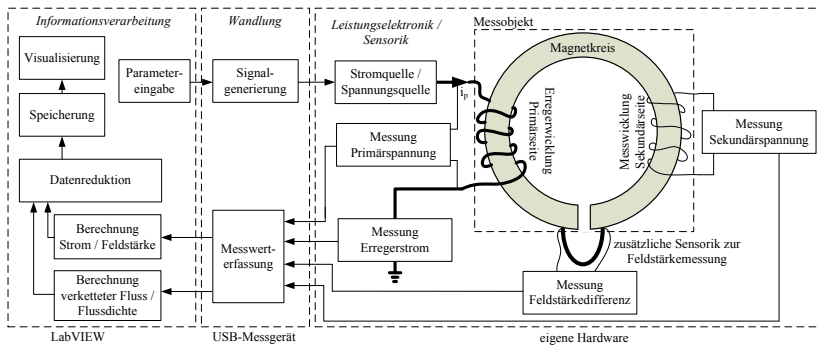 Informationsverarbeitung
Wandlung
Leistungselektronik /
Sensorik
Messobjekt
Visualisierung
Speicherung
Datenreduktion
Parameter-
eingabe
Berechnung
Strom / Feldstärke
Berechnung
verketteter Fluss /
Flussdichte
Signal-
generierung
Messwert-
erfassung
Stromquelle /
Spannungsquelle
i_p
Messung
Primärspannung
Messung
Erregerstrom
Magnetkreis
Erregerwicklung
Primärseite
Messwicklung
Sekundärseite
Messung
Sekundärspannung
zusätzliche Sensorik zur
Feldstärkemessung
Messung
Feldstärkedifferenz
LabVIEW
USB-Messgerät
eigene Hardware